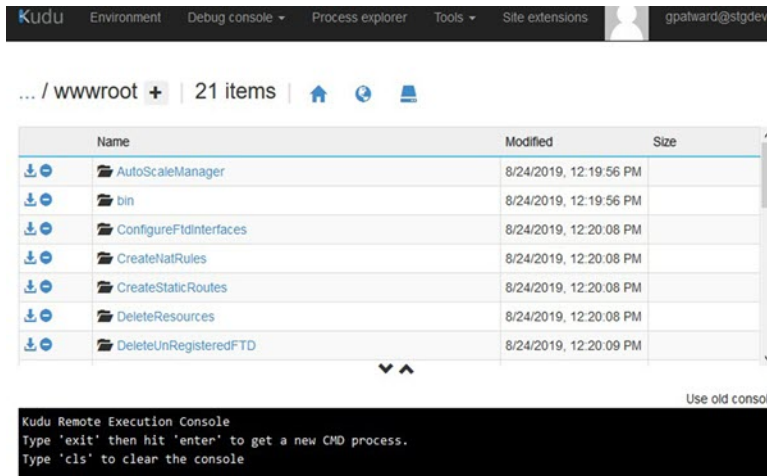 Kudu Environment Debug console Process explorer Tools Site extensions gpatward@stgdev
... / wwwroot + | 21 items |
Name Modified Size
AutoScaleManager 8/24/2019, 12:19:56 PM
bin 8/24/2019, 12:19:56 PM
ConfigureFtdInterfaces 8/24/2019, 12:20:08 PM
CreateNatRules 8/24/2019, 12:20:08 PM
CreateStaticRoutes 8/24/2019, 12:20:08 PM
DeleteResources 8/24/2019, 12:20:08 PM
DeleteUnRegisteredFTD 8/24/2019, 12:20:09 PM
Use old consol
Kudu Remote Execution Console
Type 'exit' then hit 'enter' to get a new CMD process.
Type 'cls' to clear the console